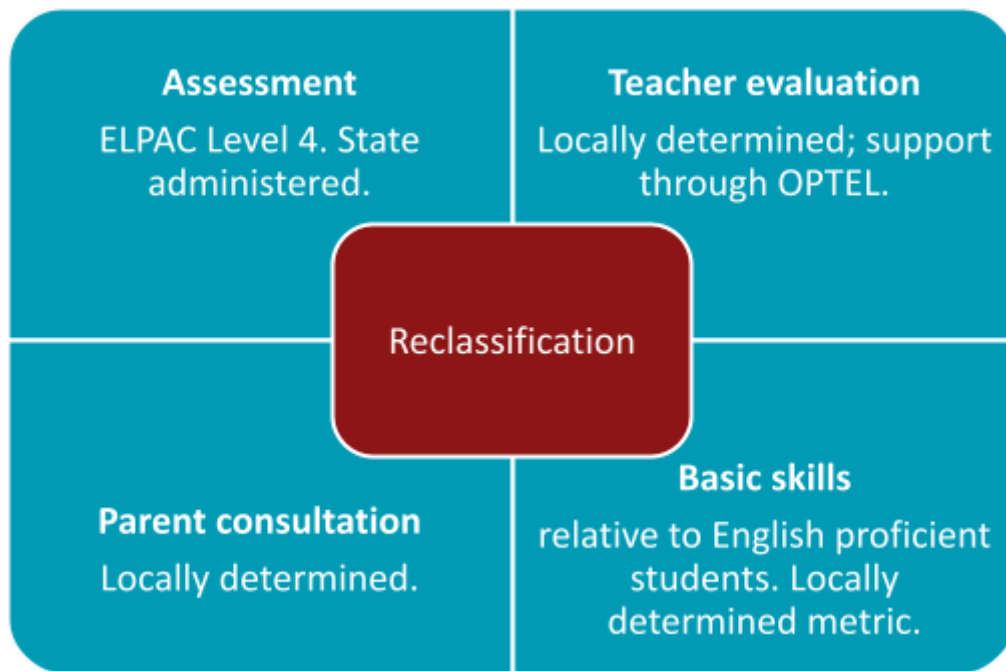 Assessment
ELPAC Level 4. State
administered.
Teacher evaluation
Locally determined; support
through OPTEL.
Reclassification
Parent consultation
Locally determined.
Basic skills
relative to English proficient
students. Locally
determined metric.